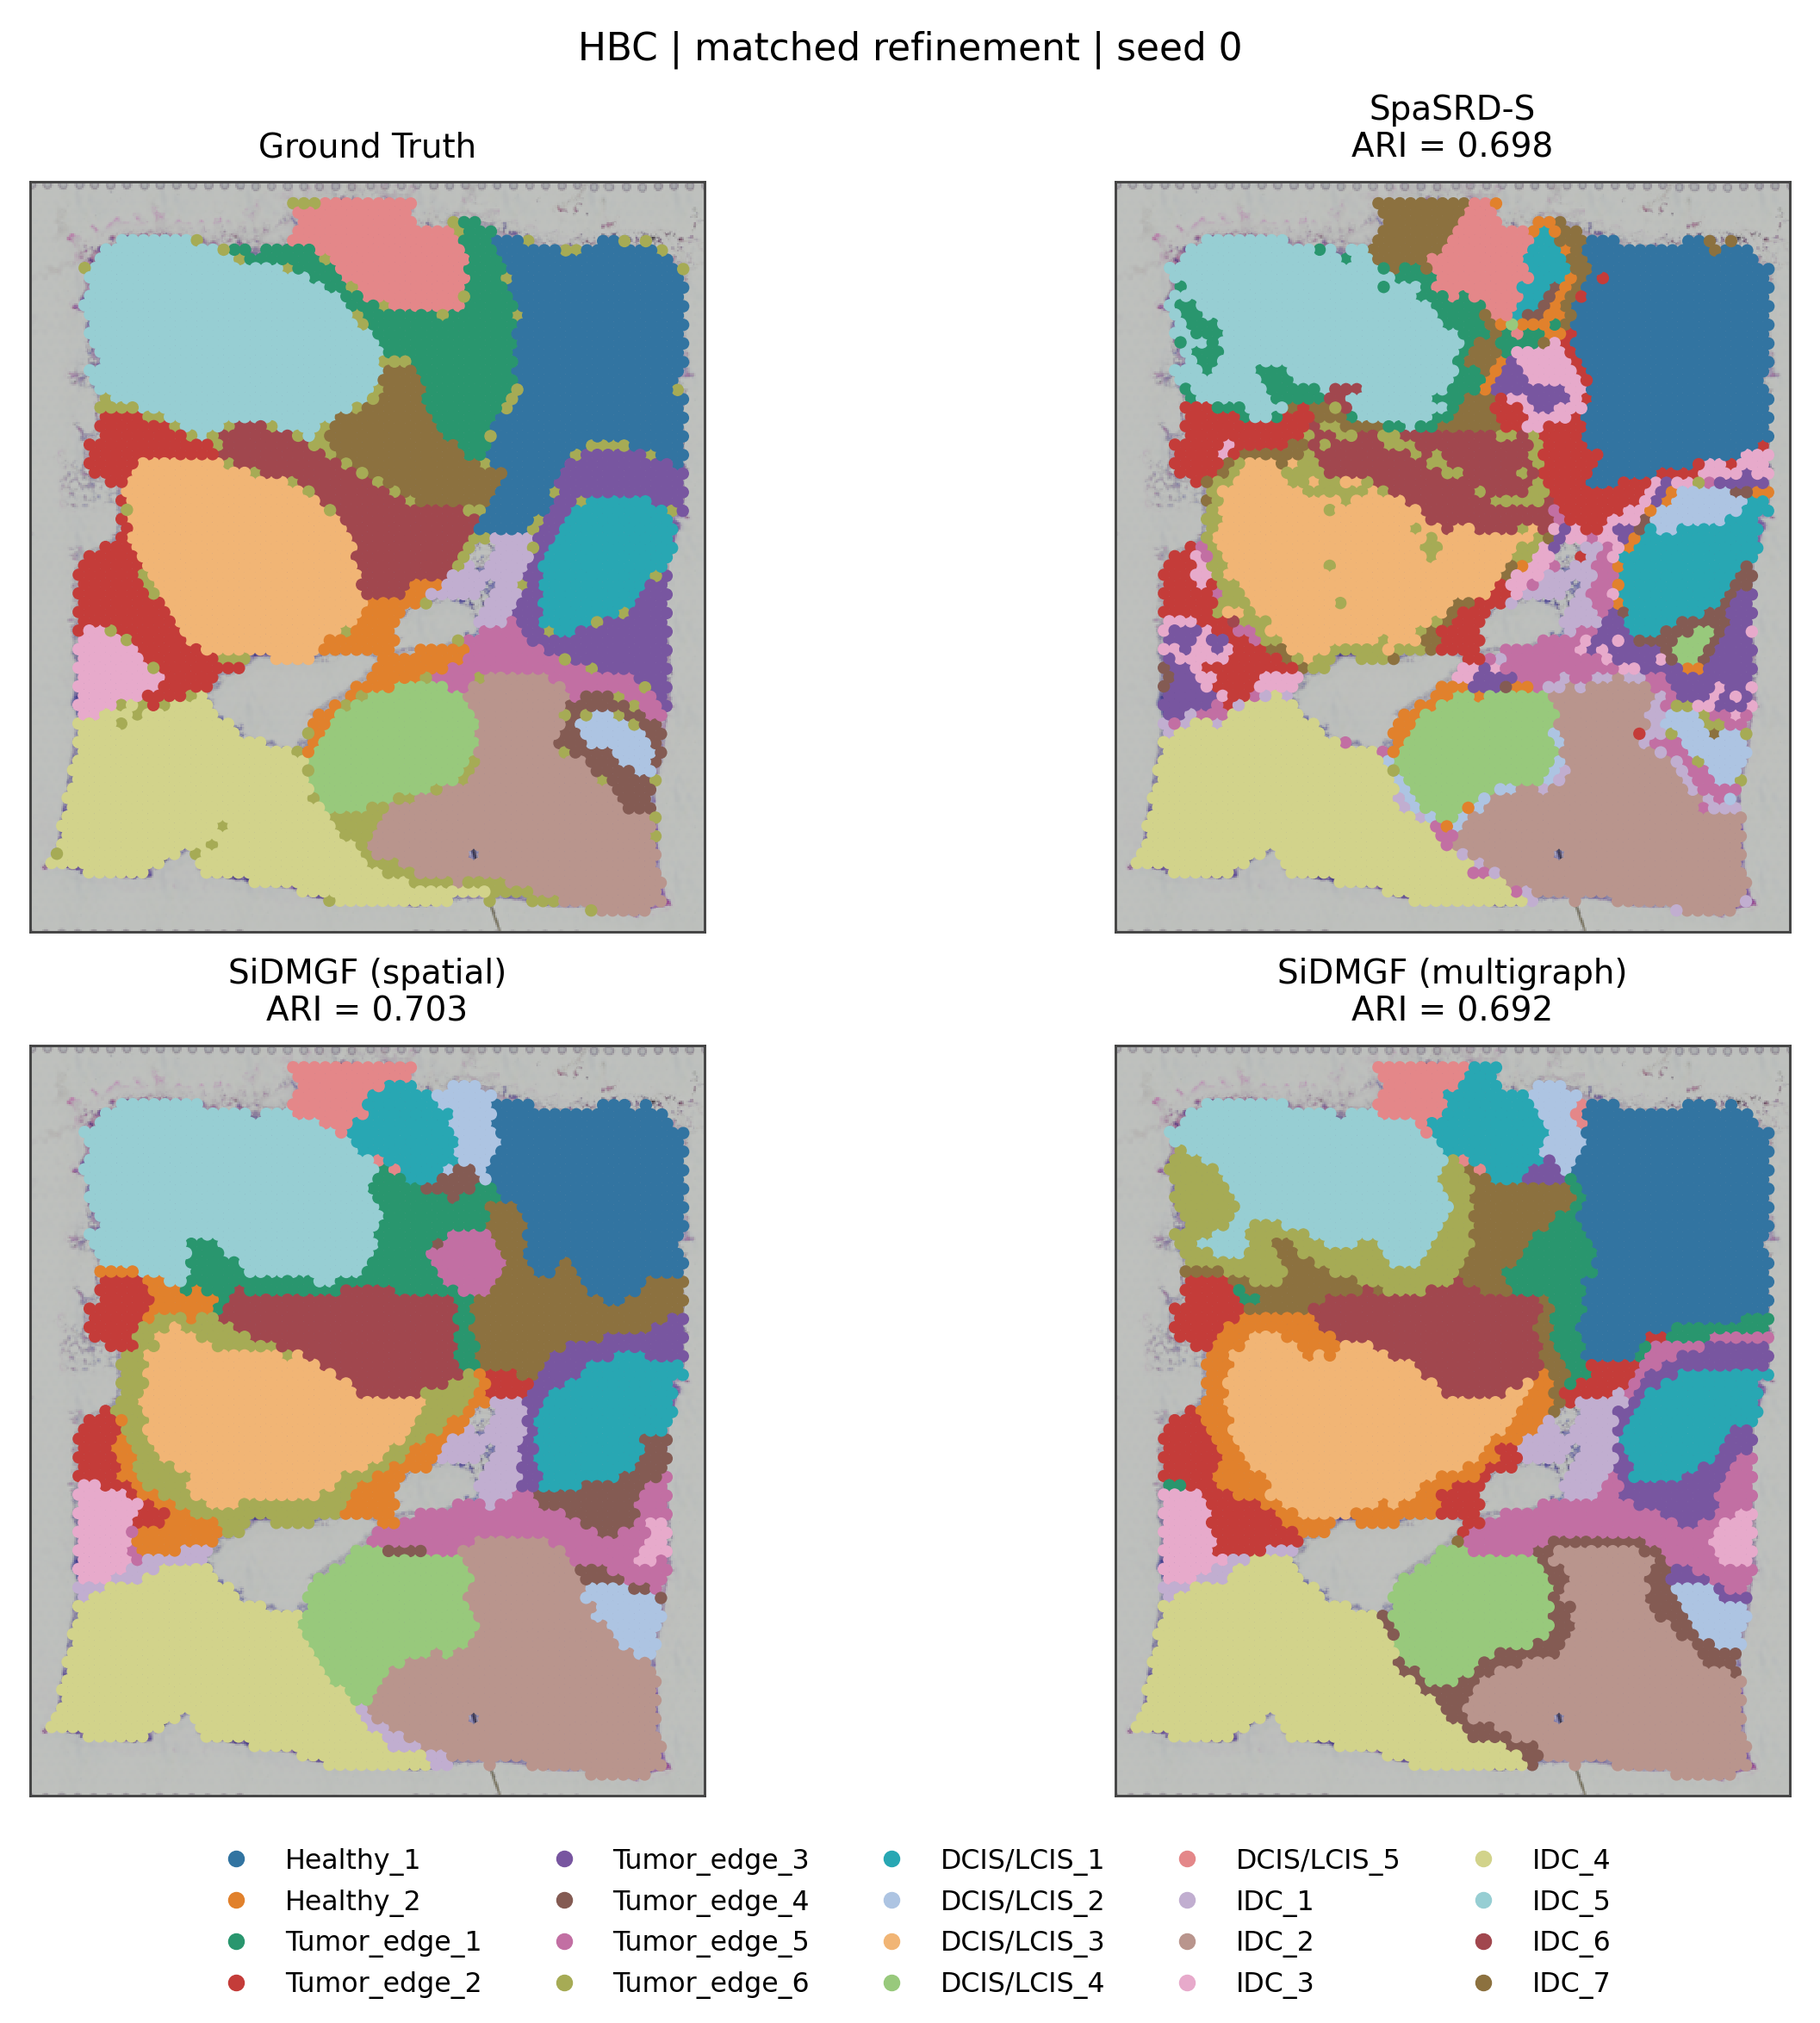 HBC | matched refinement | seed 0
Ground Truth
SpaSRD-S
ARI = 0.698
SiDMGF (spatial)
ARI = 0.703
SiDMGF (multigraph)
ARI = 0.692
Healthy_1
Healthy_2
Tumor_edge_1
Tumor_edge_2
Tumor_edge_3
Tumor_edge_4
Tumor_edge_5
Tumor_edge_6
DCIS/LCIS_1
DCIS/LCIS_2
DCIS/LCIS_3
DCIS/LCIS_4
DCIS/LCIS_5
IDC_1
IDC_2
IDC_3
IDC_4
IDC_5
IDC_6
IDC_7